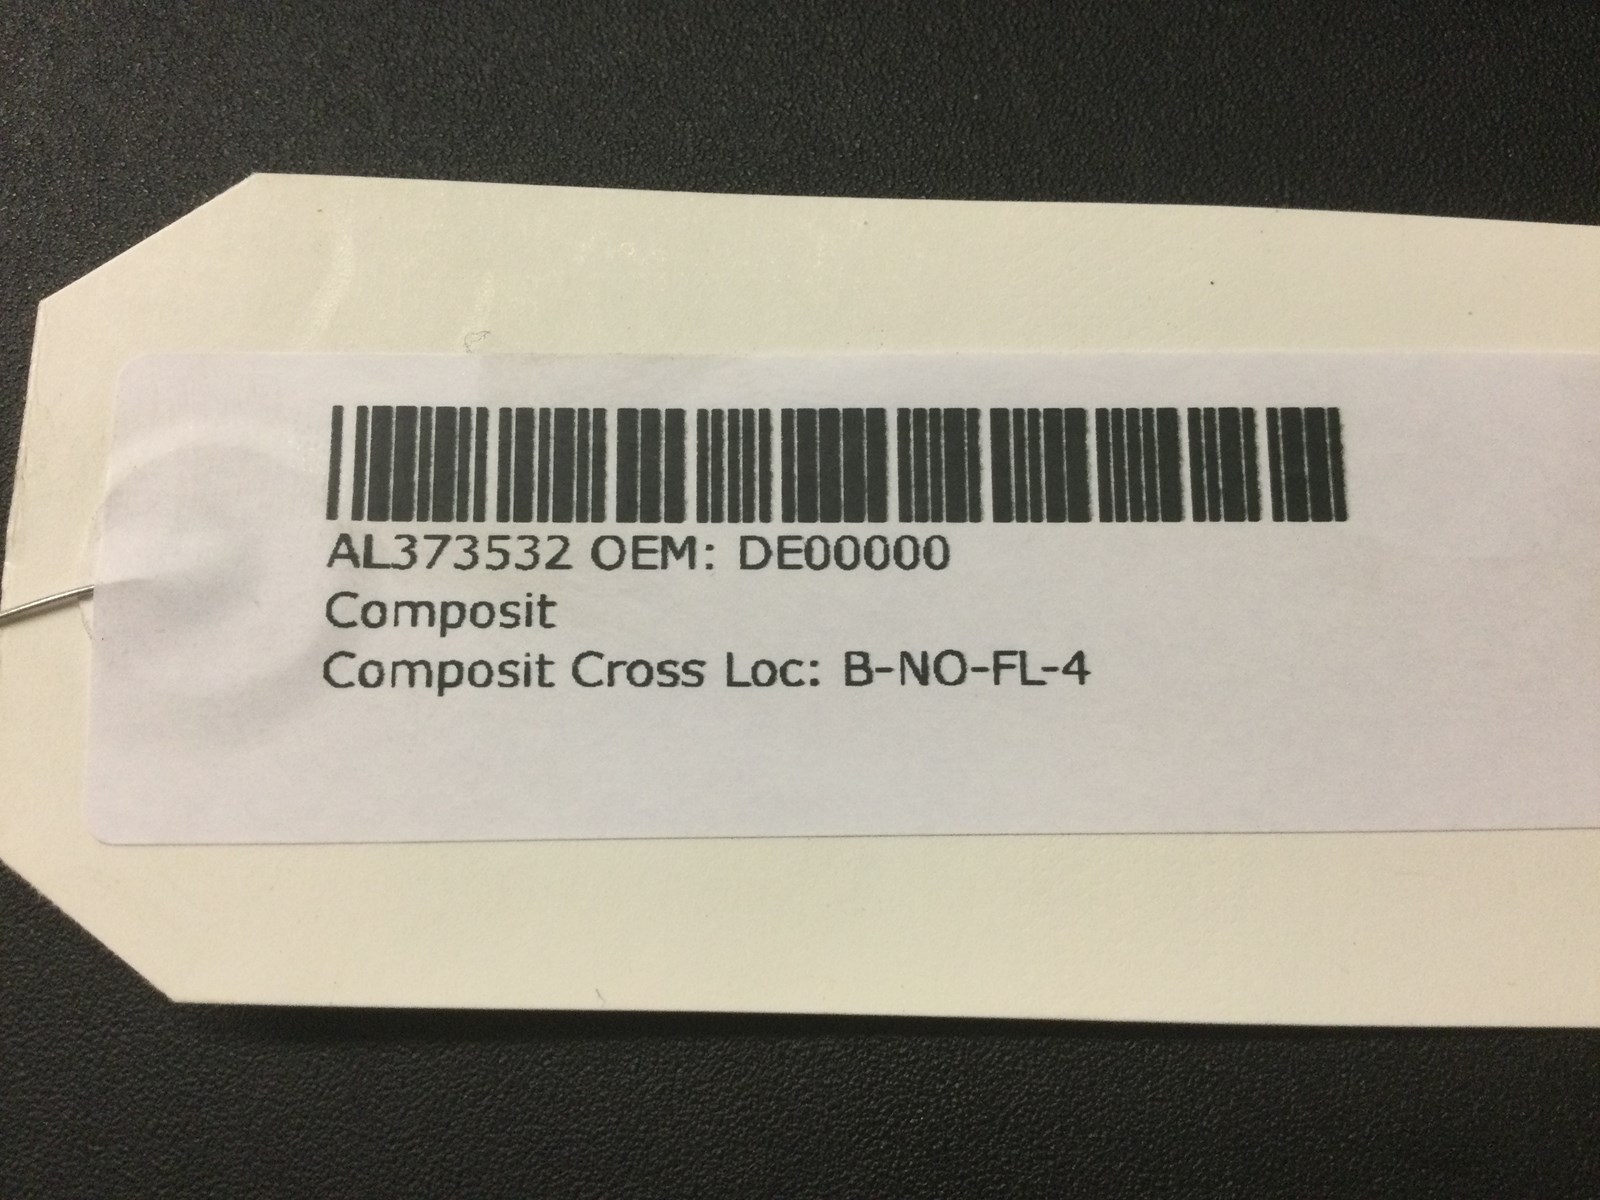 AL373532 OEM: DE00000
Composit
Composit Cross Loc: B-NO-FL-4